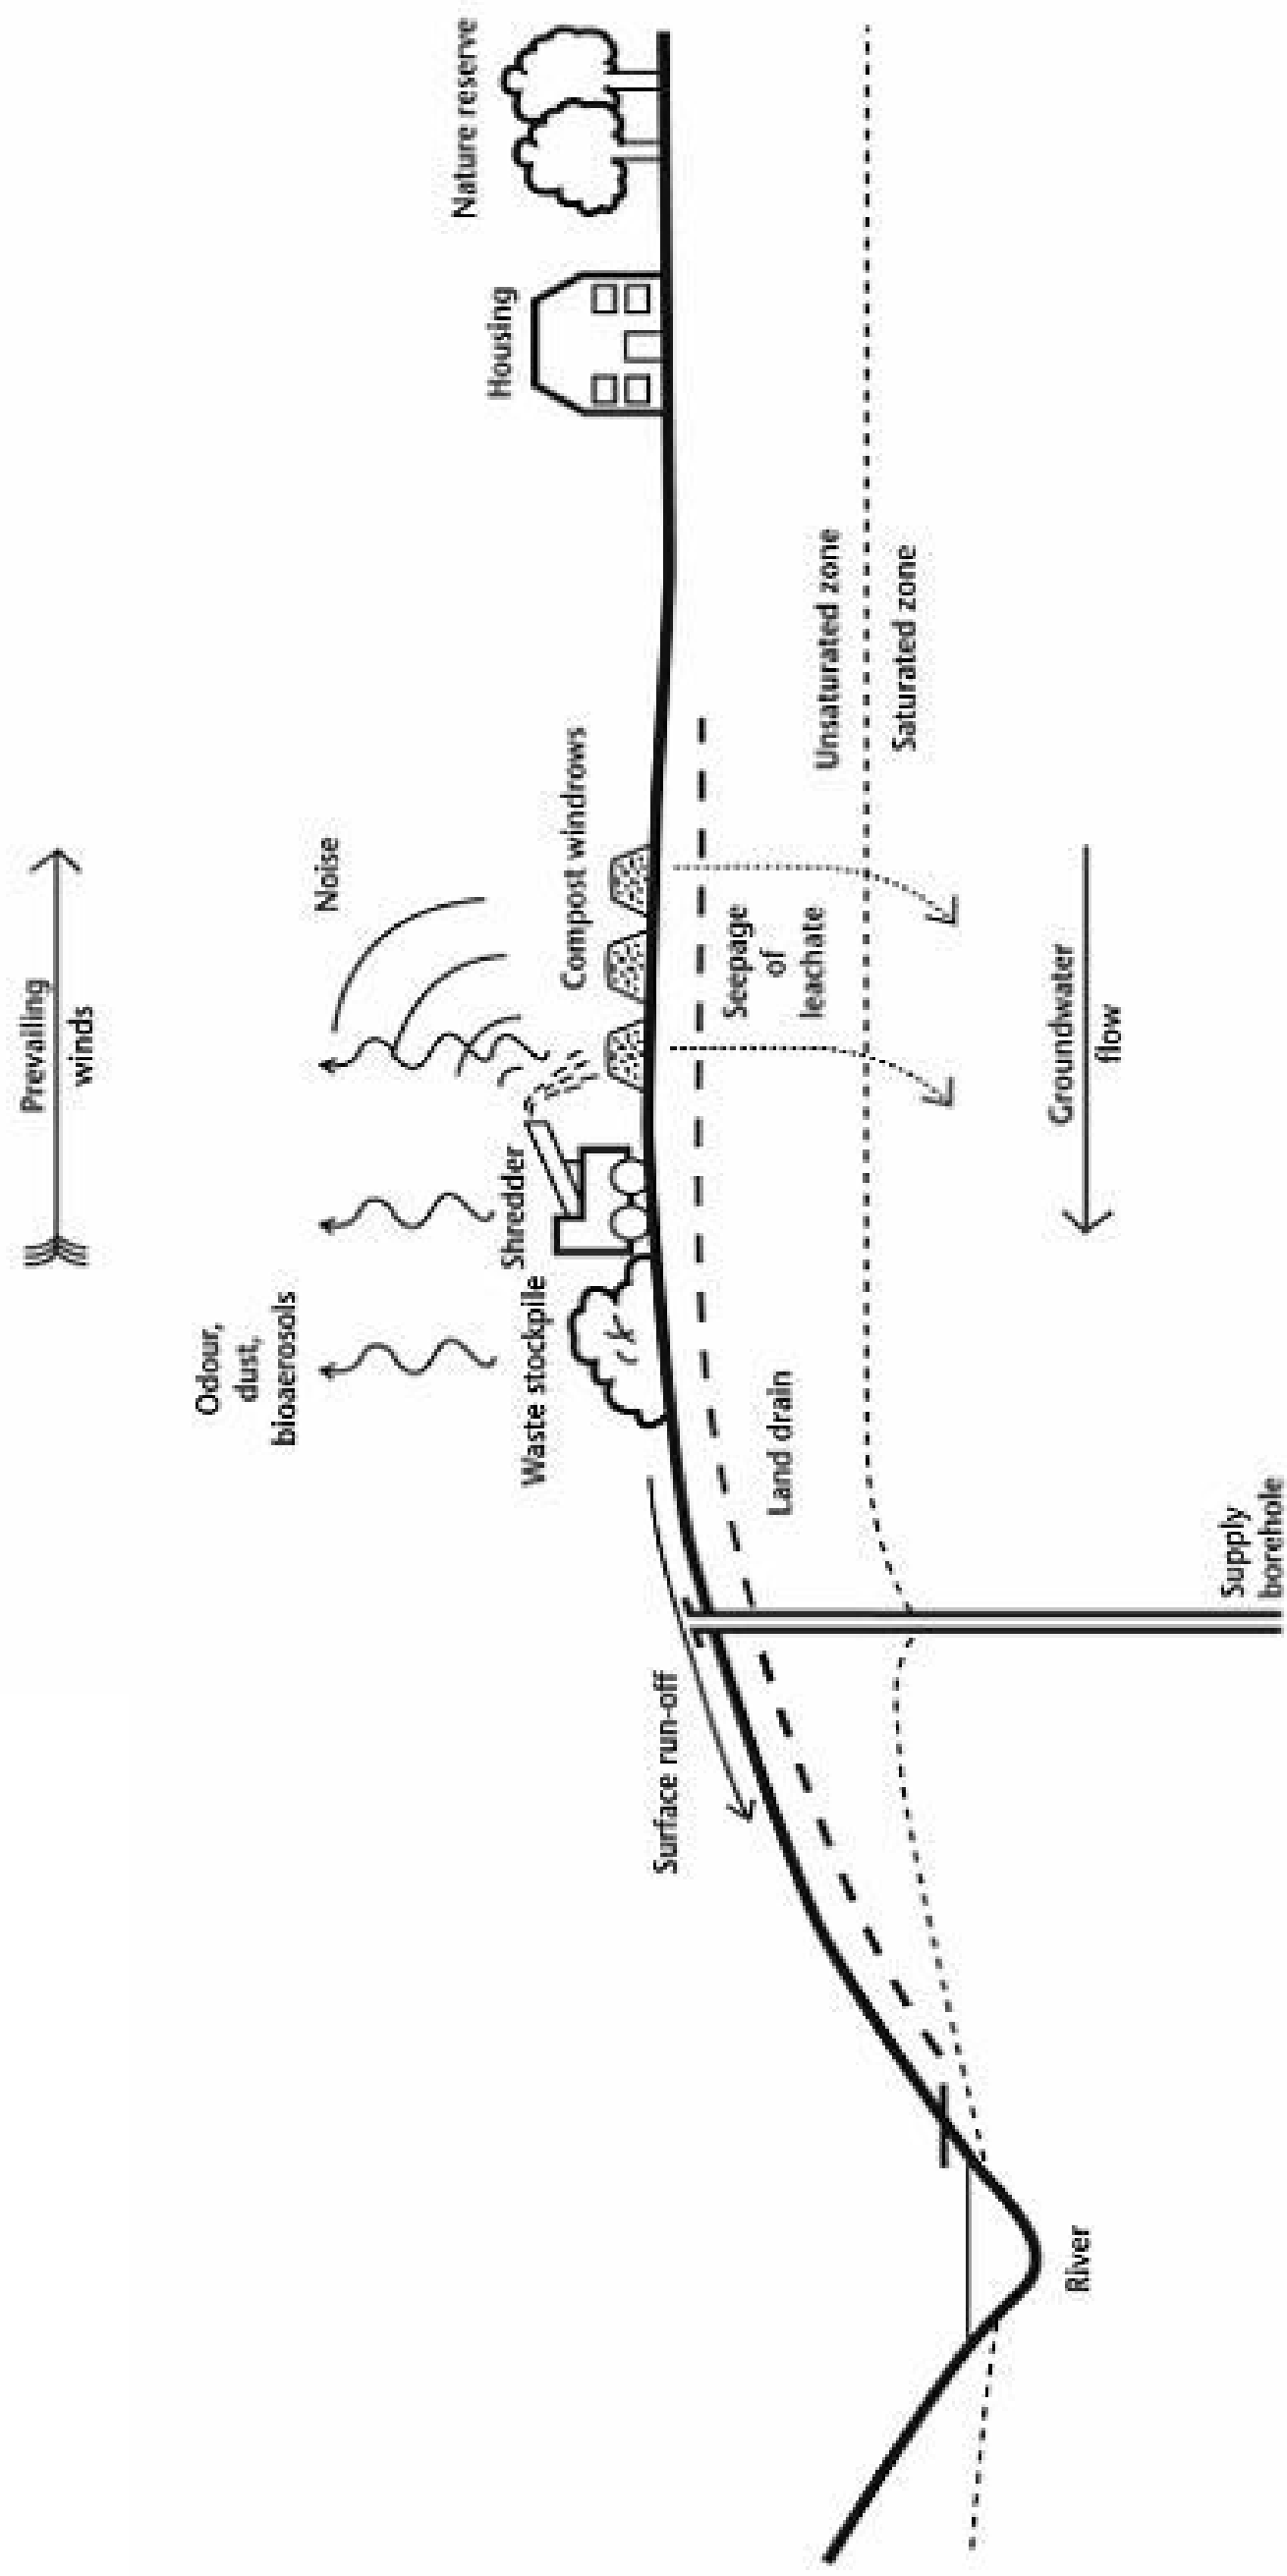 Prevailing
winds
Odour,
dust,
bioaerosols
Noise
Nature reserve
Housing
Shredder
Waste stockpile
Compost windrows
Surface run-off
Land drain
Seepage
of
leachate
Unsaturated zone
Saturated zone
Groundwater
flow
River
Supply
borehole